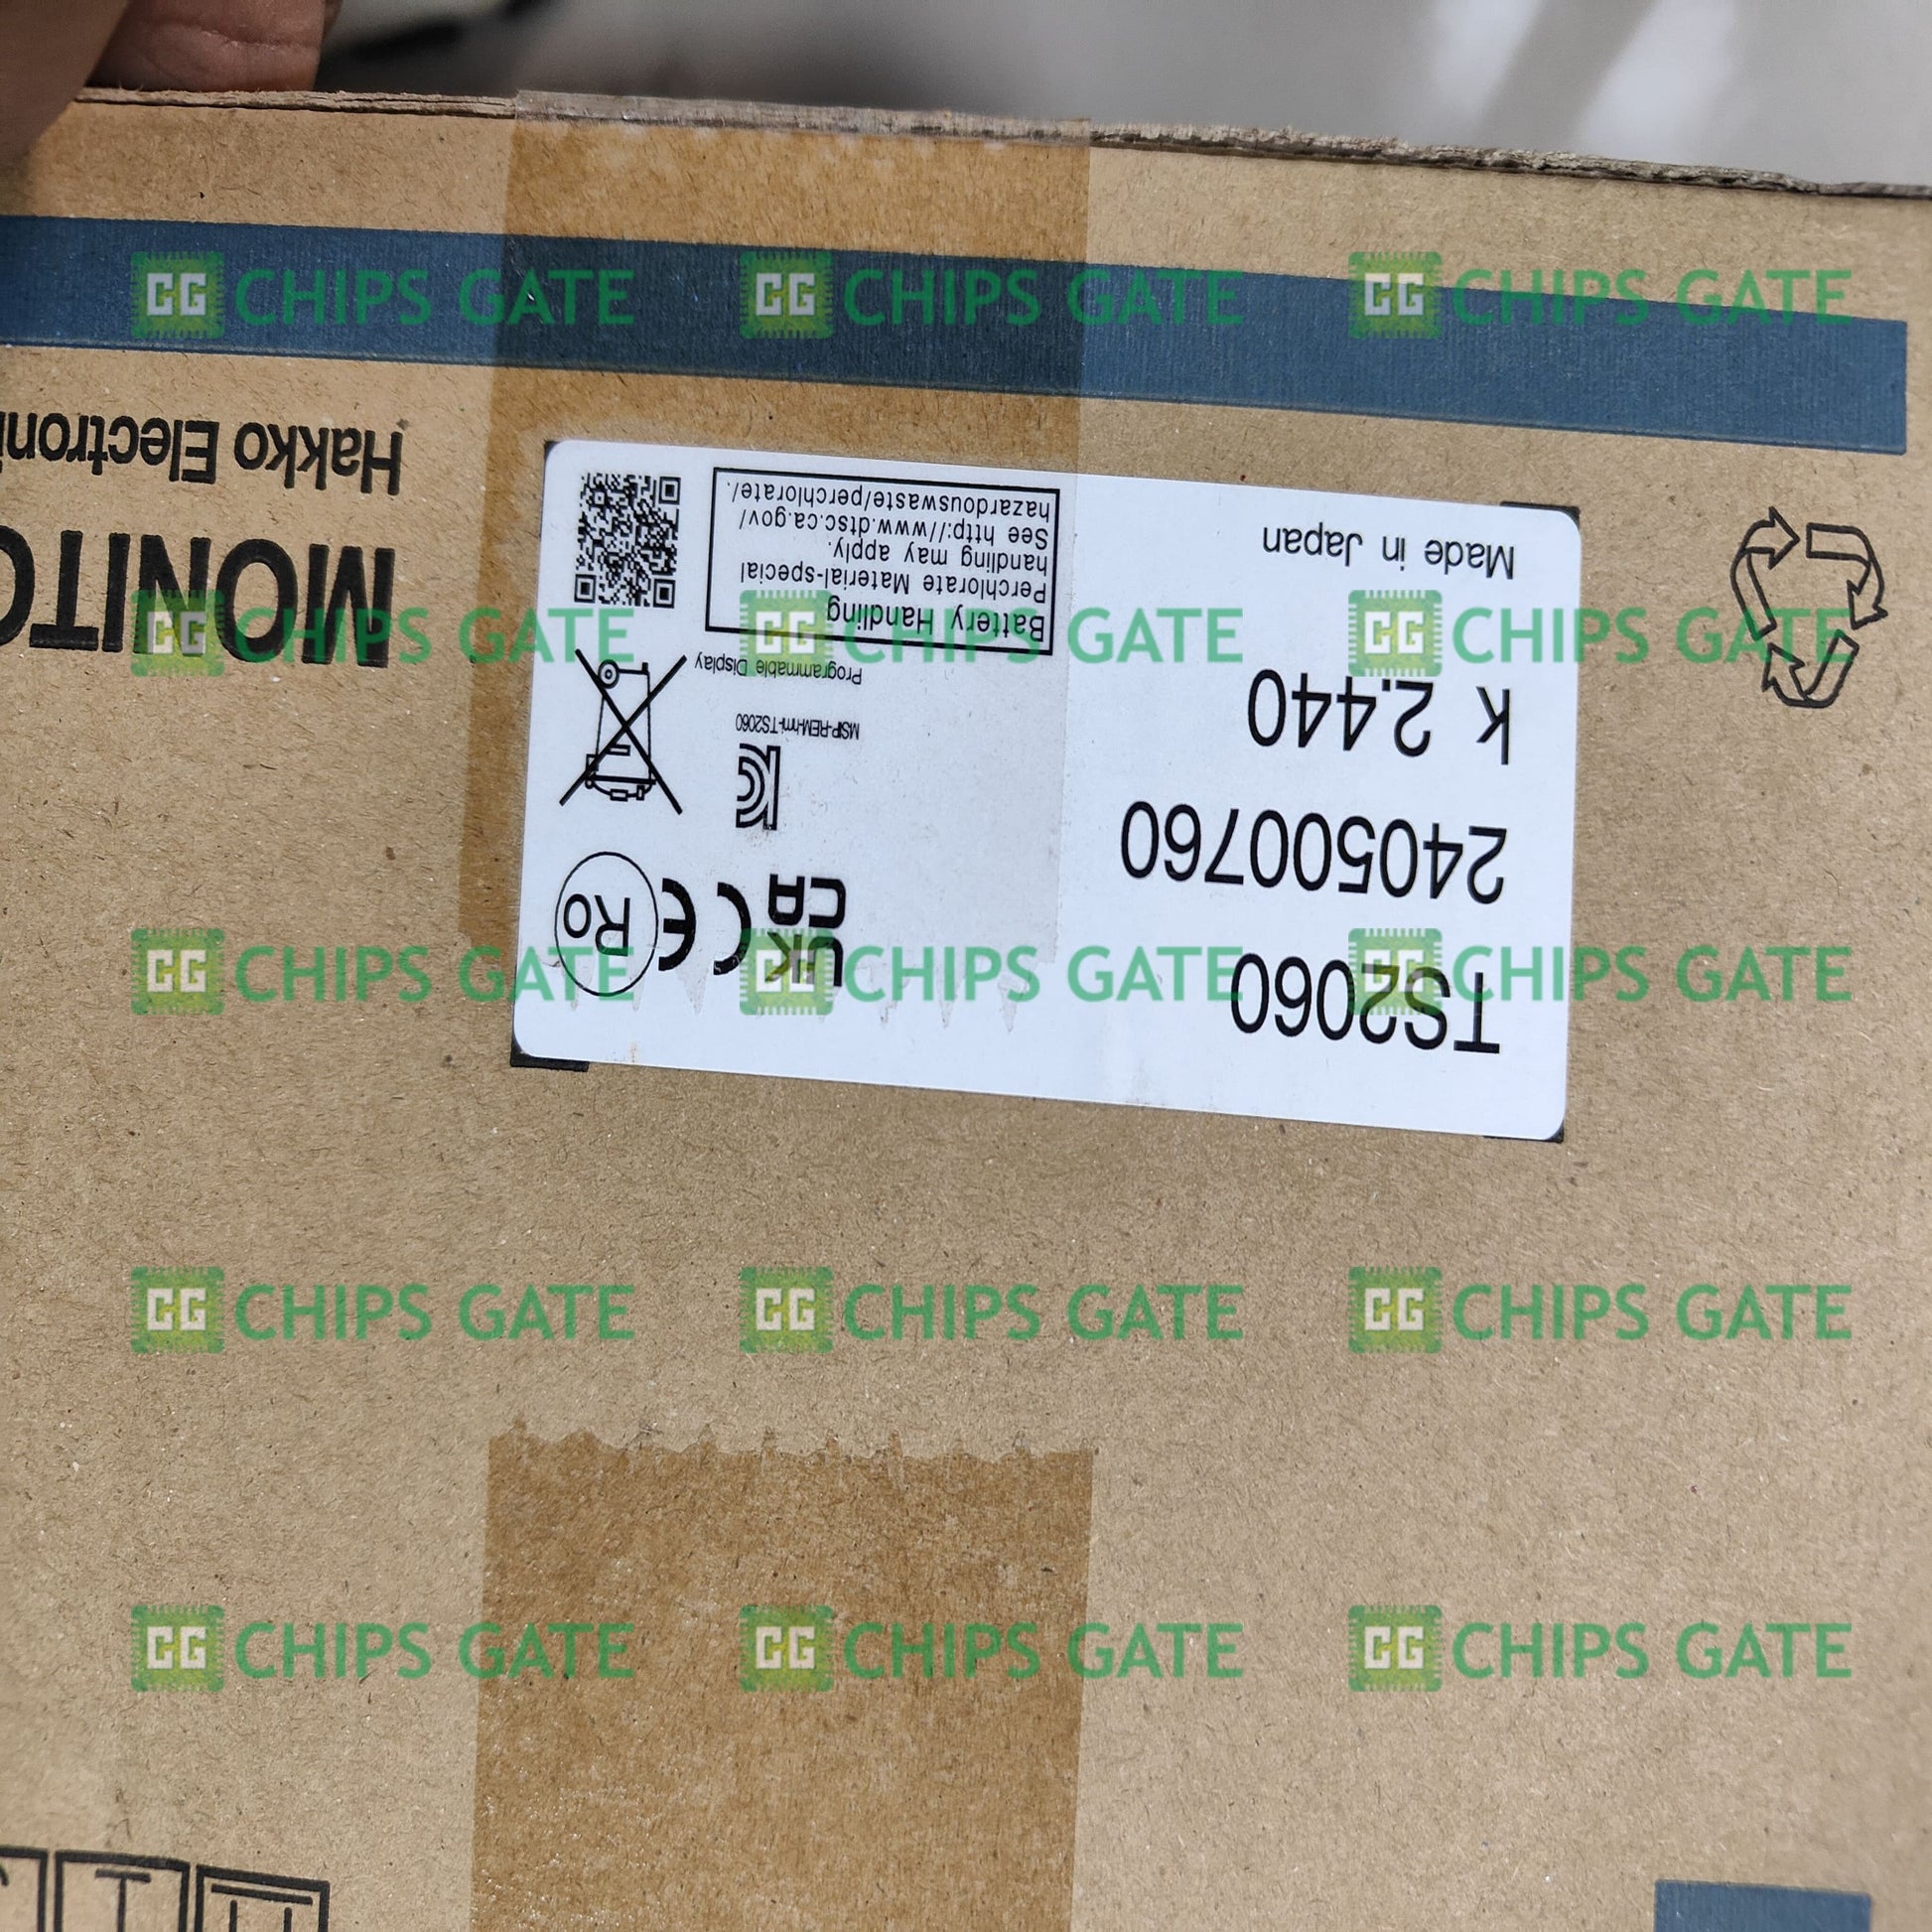 TS2060
240500760
K 2.440
Made in Japan
UK
CA
CE
Ro
MSIP-REM-hmi-TS2060
Programmable Display
Battery Handling
Perchlorate Material-special
handling may apply.
See http://www.dtsc.ca.gov/
hazardouswaste/perchlorate/.
MONITO
Hakko Electroni
CG CHIPS GATE CG CHIPS GATE CG CHIPS GATE
CG CHIPS GATE CG CHIPS GATE CG CHIPS GATE
CG CHIPS GATE CG CHIPS GATE CG CHIPS GATE
CG CHIPS GATE CG CHIPS GATE CG CHIPS GATE
CG CHIPS GATE CG CHIPS GATE CG CHIPS GATE